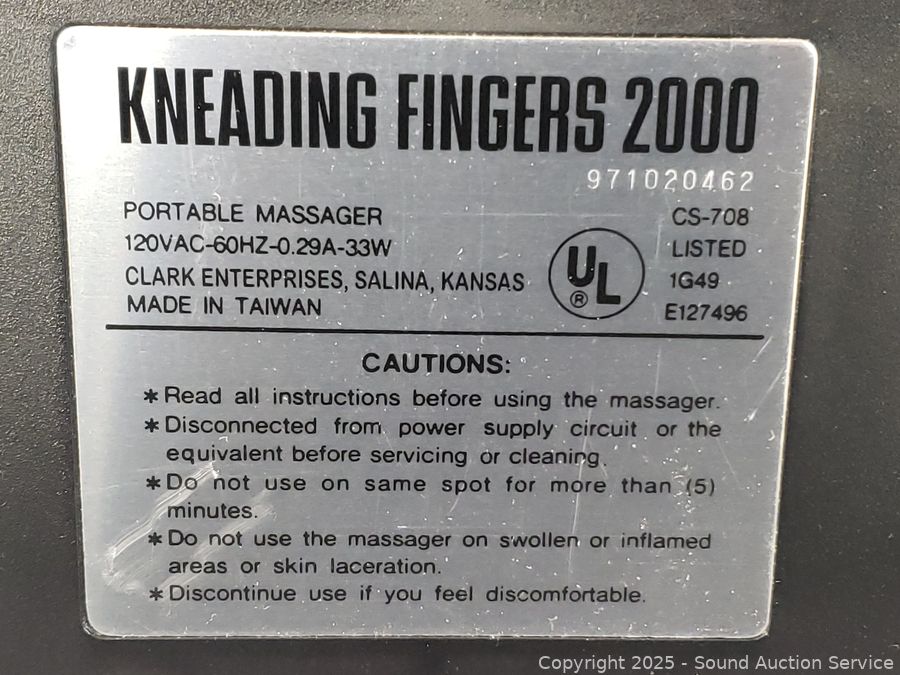 KNEADING FINGERS 2000
971020462
PORTABLE MASSAGER
120VAC-60HZ-0.29A-33W
CLARK ENTERPRISES, SALINA, KANSAS
MADE IN TAIWAN
UL
®
CS-708
LISTED
1G49
E127496
CAUTIONS:
* Read all instructions before using the massager.
* Disconnected from power supply circuit or the
equivalent before servicing or cleaning.
* Do not use on same spot for more than (5)
minutes.
* Do not use the massager on swollen or inflamed
areas or skin laceration.
* Discontinue use if you feel discomfortable.
Copyright 2025 - Sound Auction Service